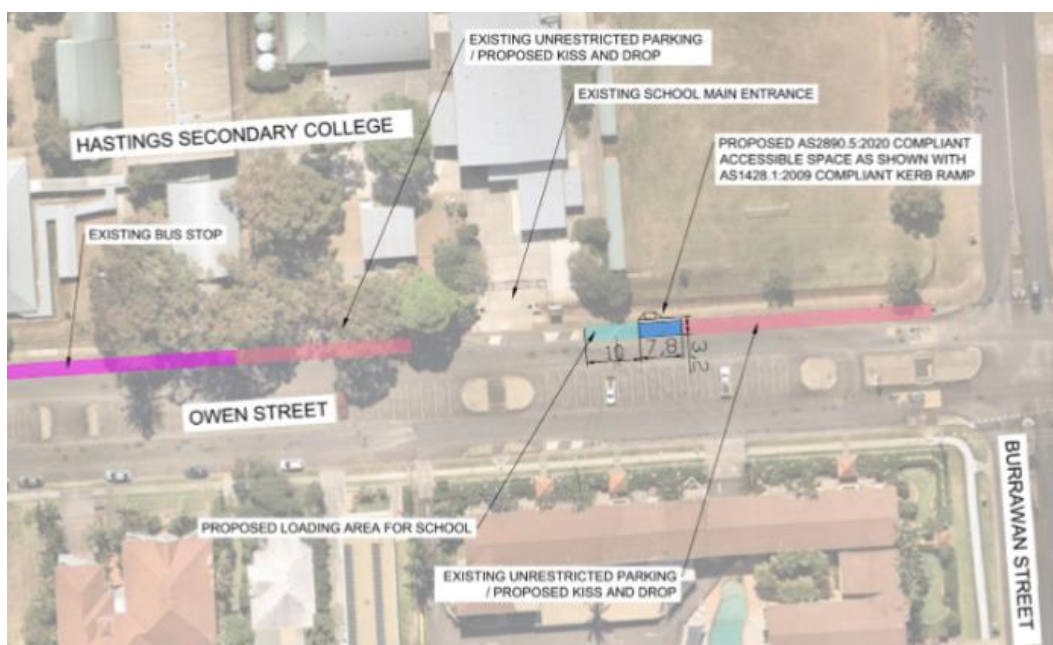 EXISTING UNRESTRICTED PARKING
/ PROPOSED KISS AND DROP
EXISTING SCHOOL MAIN ENTRANCE
HASTINGS SECONDARY COLLEGE
PROPOSED AS2890.5:2020 COMPLIANT
ACCESSIBLE SPACE AS SHOWN WITH
AS1428.1:2009 COMPLIANT KERB RAMP
EXISTING BUS STOP
10
7,8
3,2
OWEN STREET
PROPOSED LOADING AREA FOR SCHOOL
EXISTING UNRESTRICTED PARKING
/ PROPOSED KISS AND DROP
BURRAWAN STREET